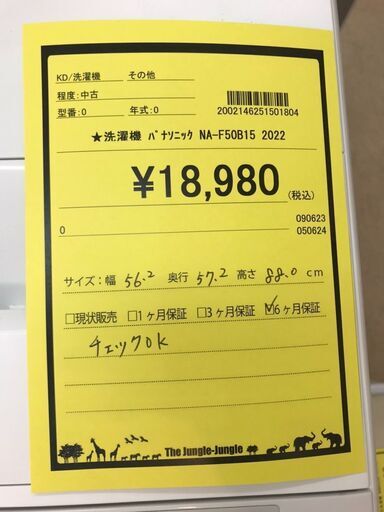 KD/洗濯機 その他
程度:中古
型番:0 年式:0
2002146251501804
★洗濯機 ﾊﾟﾅｿﾆｯｸ NA-F50B15 2022
¥18,980(税込)
090623
0 050624
サイズ:幅 56.2 奥行 57.2 高さ 88.0 cm
□現状販売 □1ヶ月保証 □3ヶ月保証 ☑6ヶ月保証
チェックOK
The Jungle-Jungle